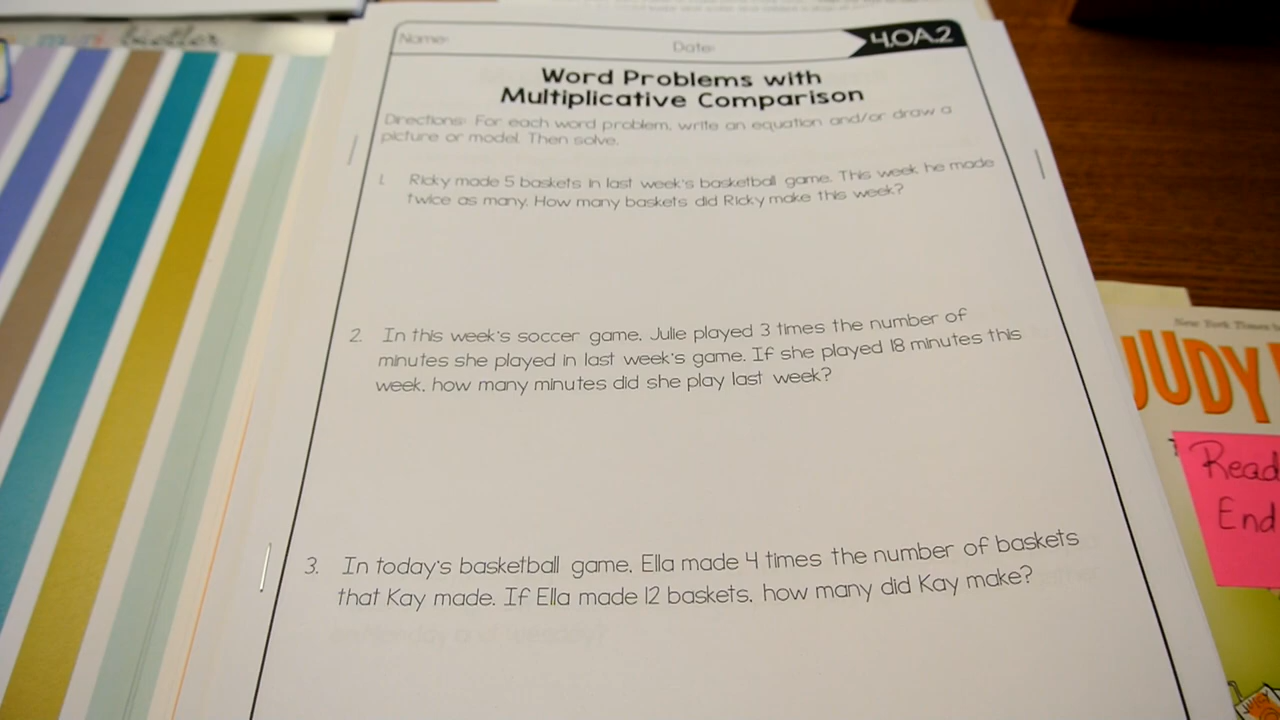 better
Name:
Date:
4.OA.2
Word Problems with
Multiplicative Comparison
Directions: For each word problem, write an equation and/or draw a
picture or model. Then solve.
1. Ricky made 5 baskets in last week's basketball game. This week he made
twice as many. How many baskets did Ricky make this week?
2. In this week's soccer game, Julie played 3 times the number of
minutes she played in last week's game. If she played 18 minutes this
week, how many minutes did she play last week?
3. In today's basketball game, Ella made 4 times the number of baskets
that Kay made. If Ella made 12 baskets, how many did Kay make?
New York Times
JUDY
Read
End